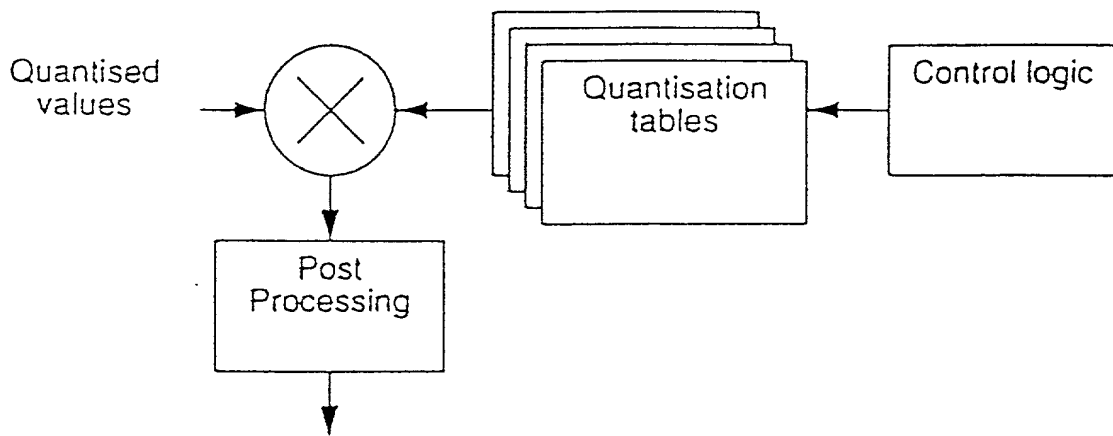 Quantised
values
Quantisation
tables
Control logic
Post
Processing